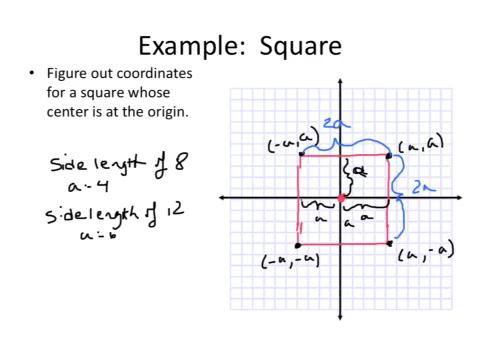 Example: Square
• Figure out coordinates
for a square whose
center is at the origin.
side length of 8
a = 4
side length of 12
a = 6
2a
(-a, a)
(a, a)
a
2a
a
a
a
(-a, -a)
(a, -a)